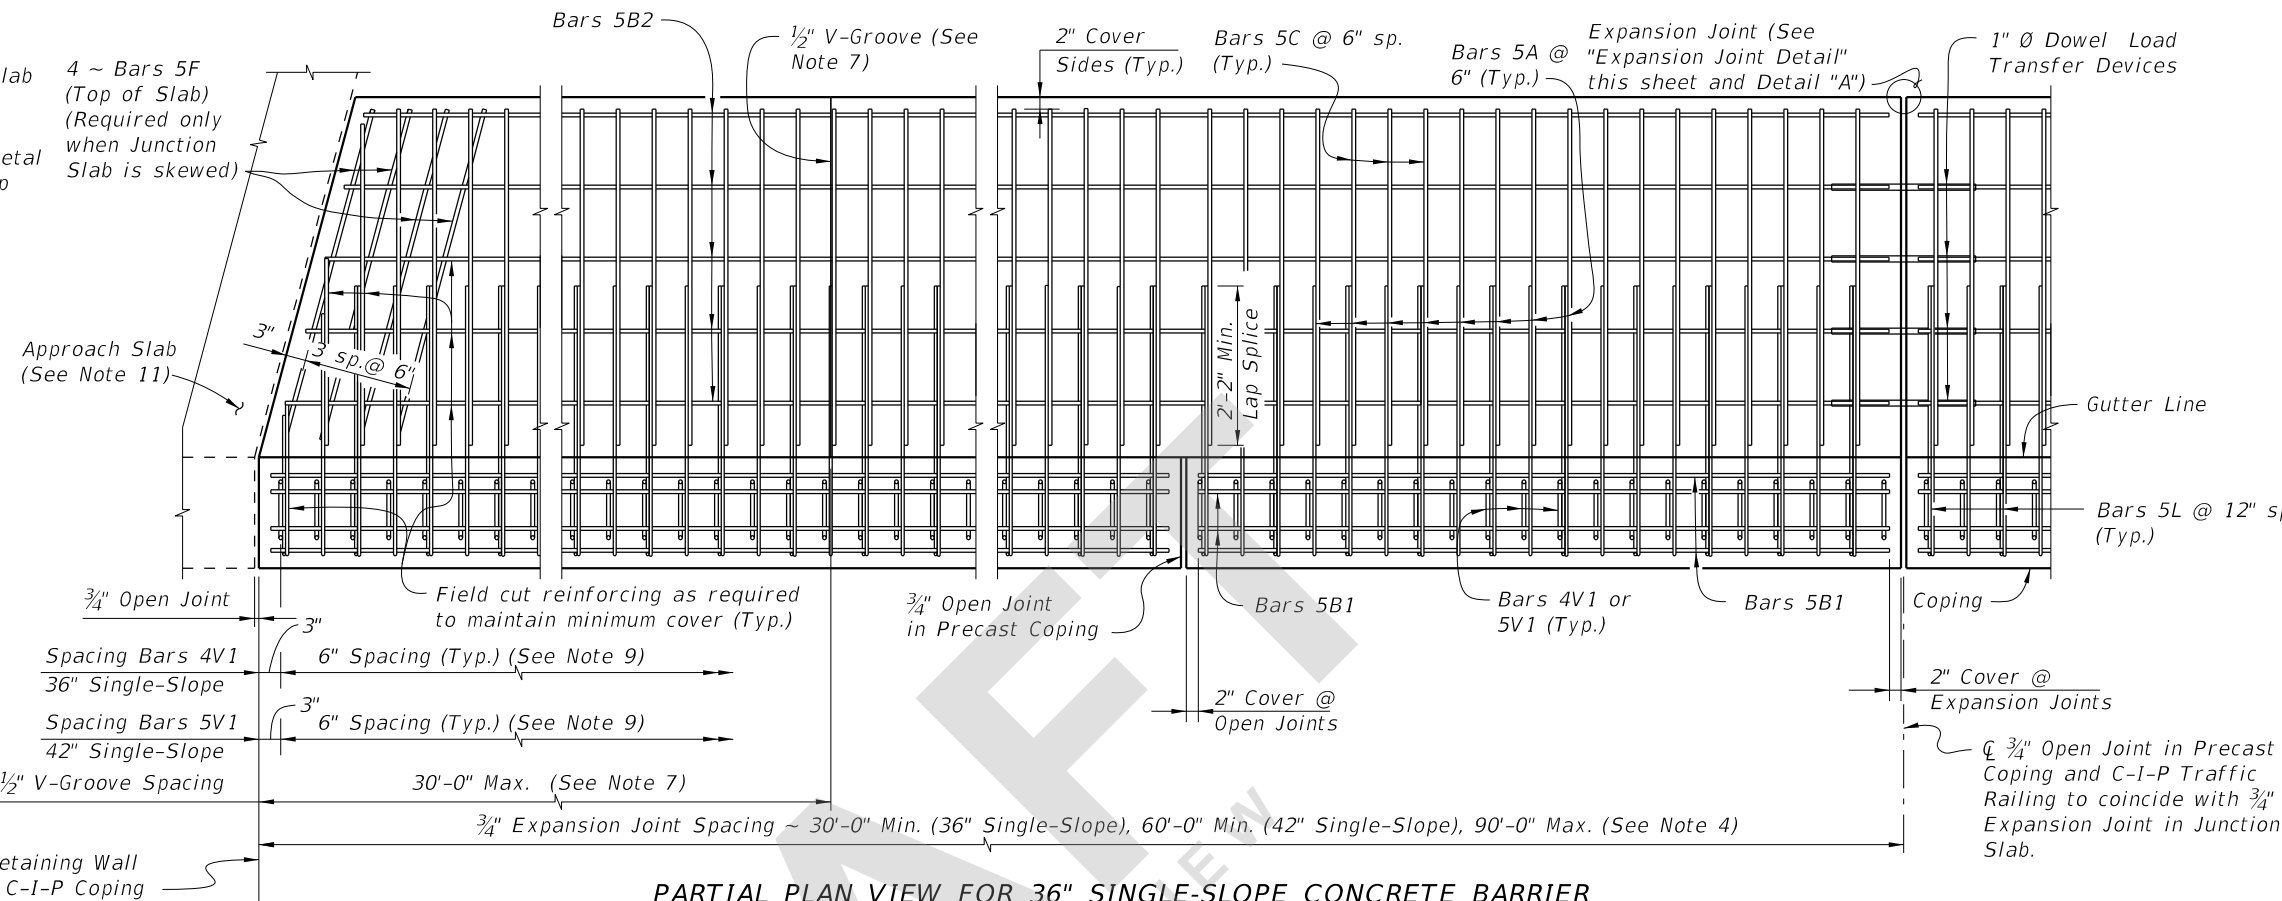 Bars 5B2
½" V-Groove (See
Note 7)
2" Cover
Sides (Typ.)
Bars 5C @ 6" sp.
(Typ.)
Bars 5A @
6" (Typ.)
Expansion Joint (See
"Expansion Joint Detail"
this sheet and Detail "A")
1" Ø Dowel Load
Transfer Devices
lab
4 ~ Bars 5F
(Top of Slab)
(Required only
when Junction
Slab is skewed)
etal
3"
3 sp.@ 6"
Approach Slab
(See Note 11)
2'-2" Min.
Lap Splice
Gutter Line
Bars 5L @ 12" sp
(Typ.)
¾" Open Joint
Field cut reinforcing as required
to maintain minimum cover (Typ.)
¾" Open Joint
in Precast Coping
Bars 5B1
Bars 4V1 or
5V1 (Typ.)
Bars 5B1
Coping
3"
Spacing Bars 4V1
36" Single-Slope
6" Spacing (Typ.) (See Note 9)
3"
Spacing Bars 5V1
42" Single-Slope
6" Spacing (Typ.) (See Note 9)
2" Cover @
Open Joints
2" Cover @
Expansion Joints
½" V-Groove Spacing
30'-0" Max. (See Note 7)
℄ ¾" Open Joint in Precast
Coping and C-I-P Traffic
Railing to coincide with ¾"
Expansion Joint in Junction
Slab.
¾" Expansion Joint Spacing ~ 30'-0" Min. (36" Single-Slope), 60'-0" Min. (42" Single-Slope), 90'-0" Max. (See Note 4)
etaining Wall
C-I-P Coping
PARTIAL PLAN VIEW FOR 36" SINGLE-SLOPE CONCRETE BARRIER
AFT
IEW